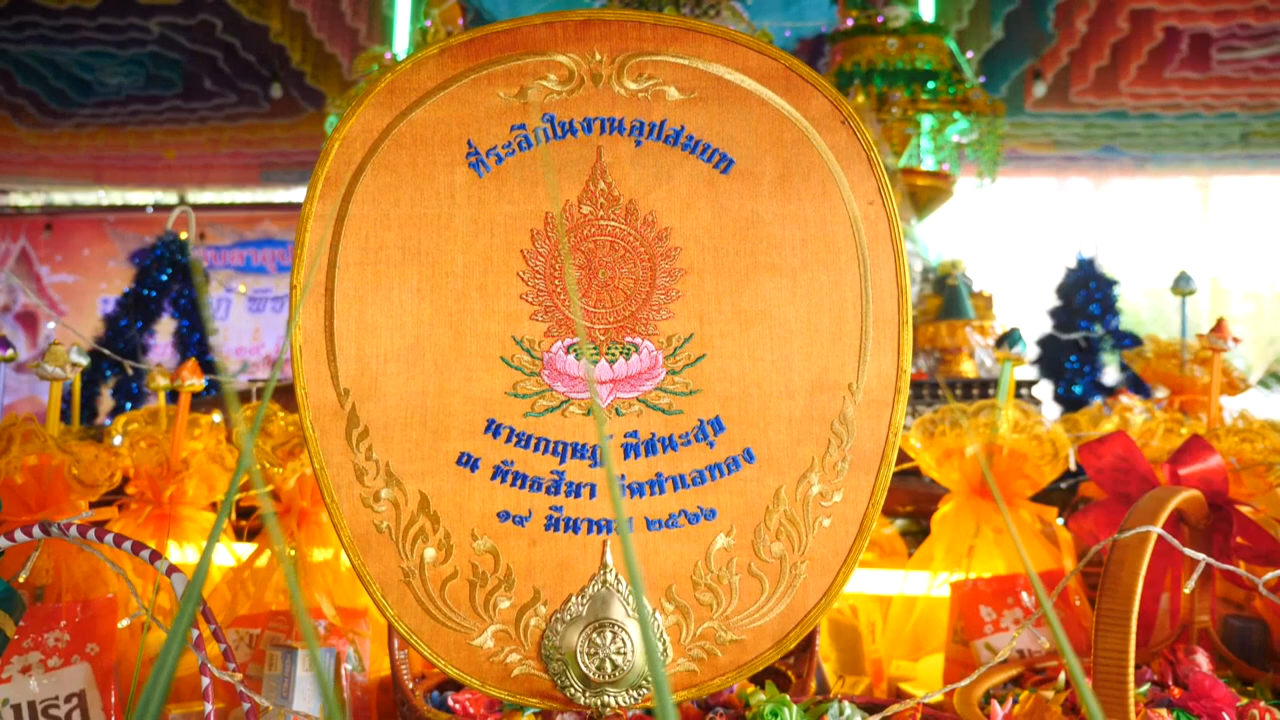 ที่ระลึกในงานอุปสมบท
นายกฤษฎ์ พืชนะสุข
ณ พัทธสีมา วัดทำเลทอง
๑๙ มีนาคม ๒๕๖๖